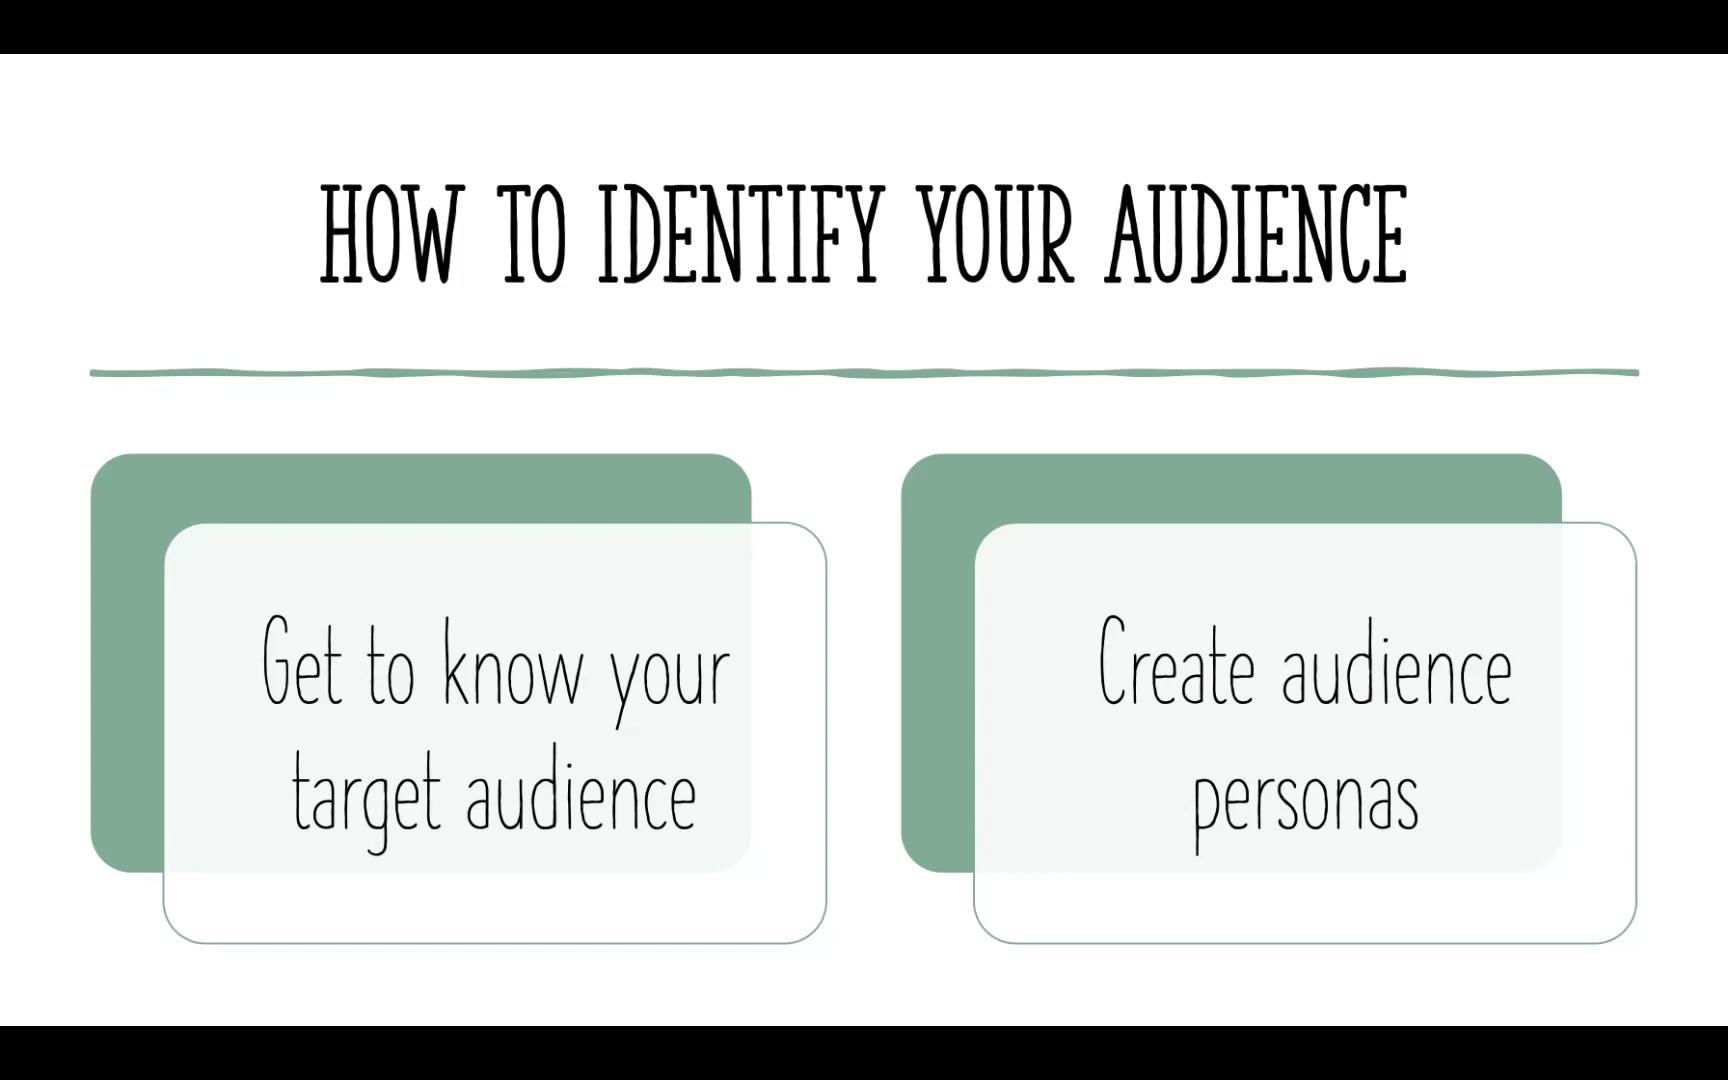 HOW TO IDENTIFY YOUR AUDIENCE
Get to know your
target audience
Create audience
personas